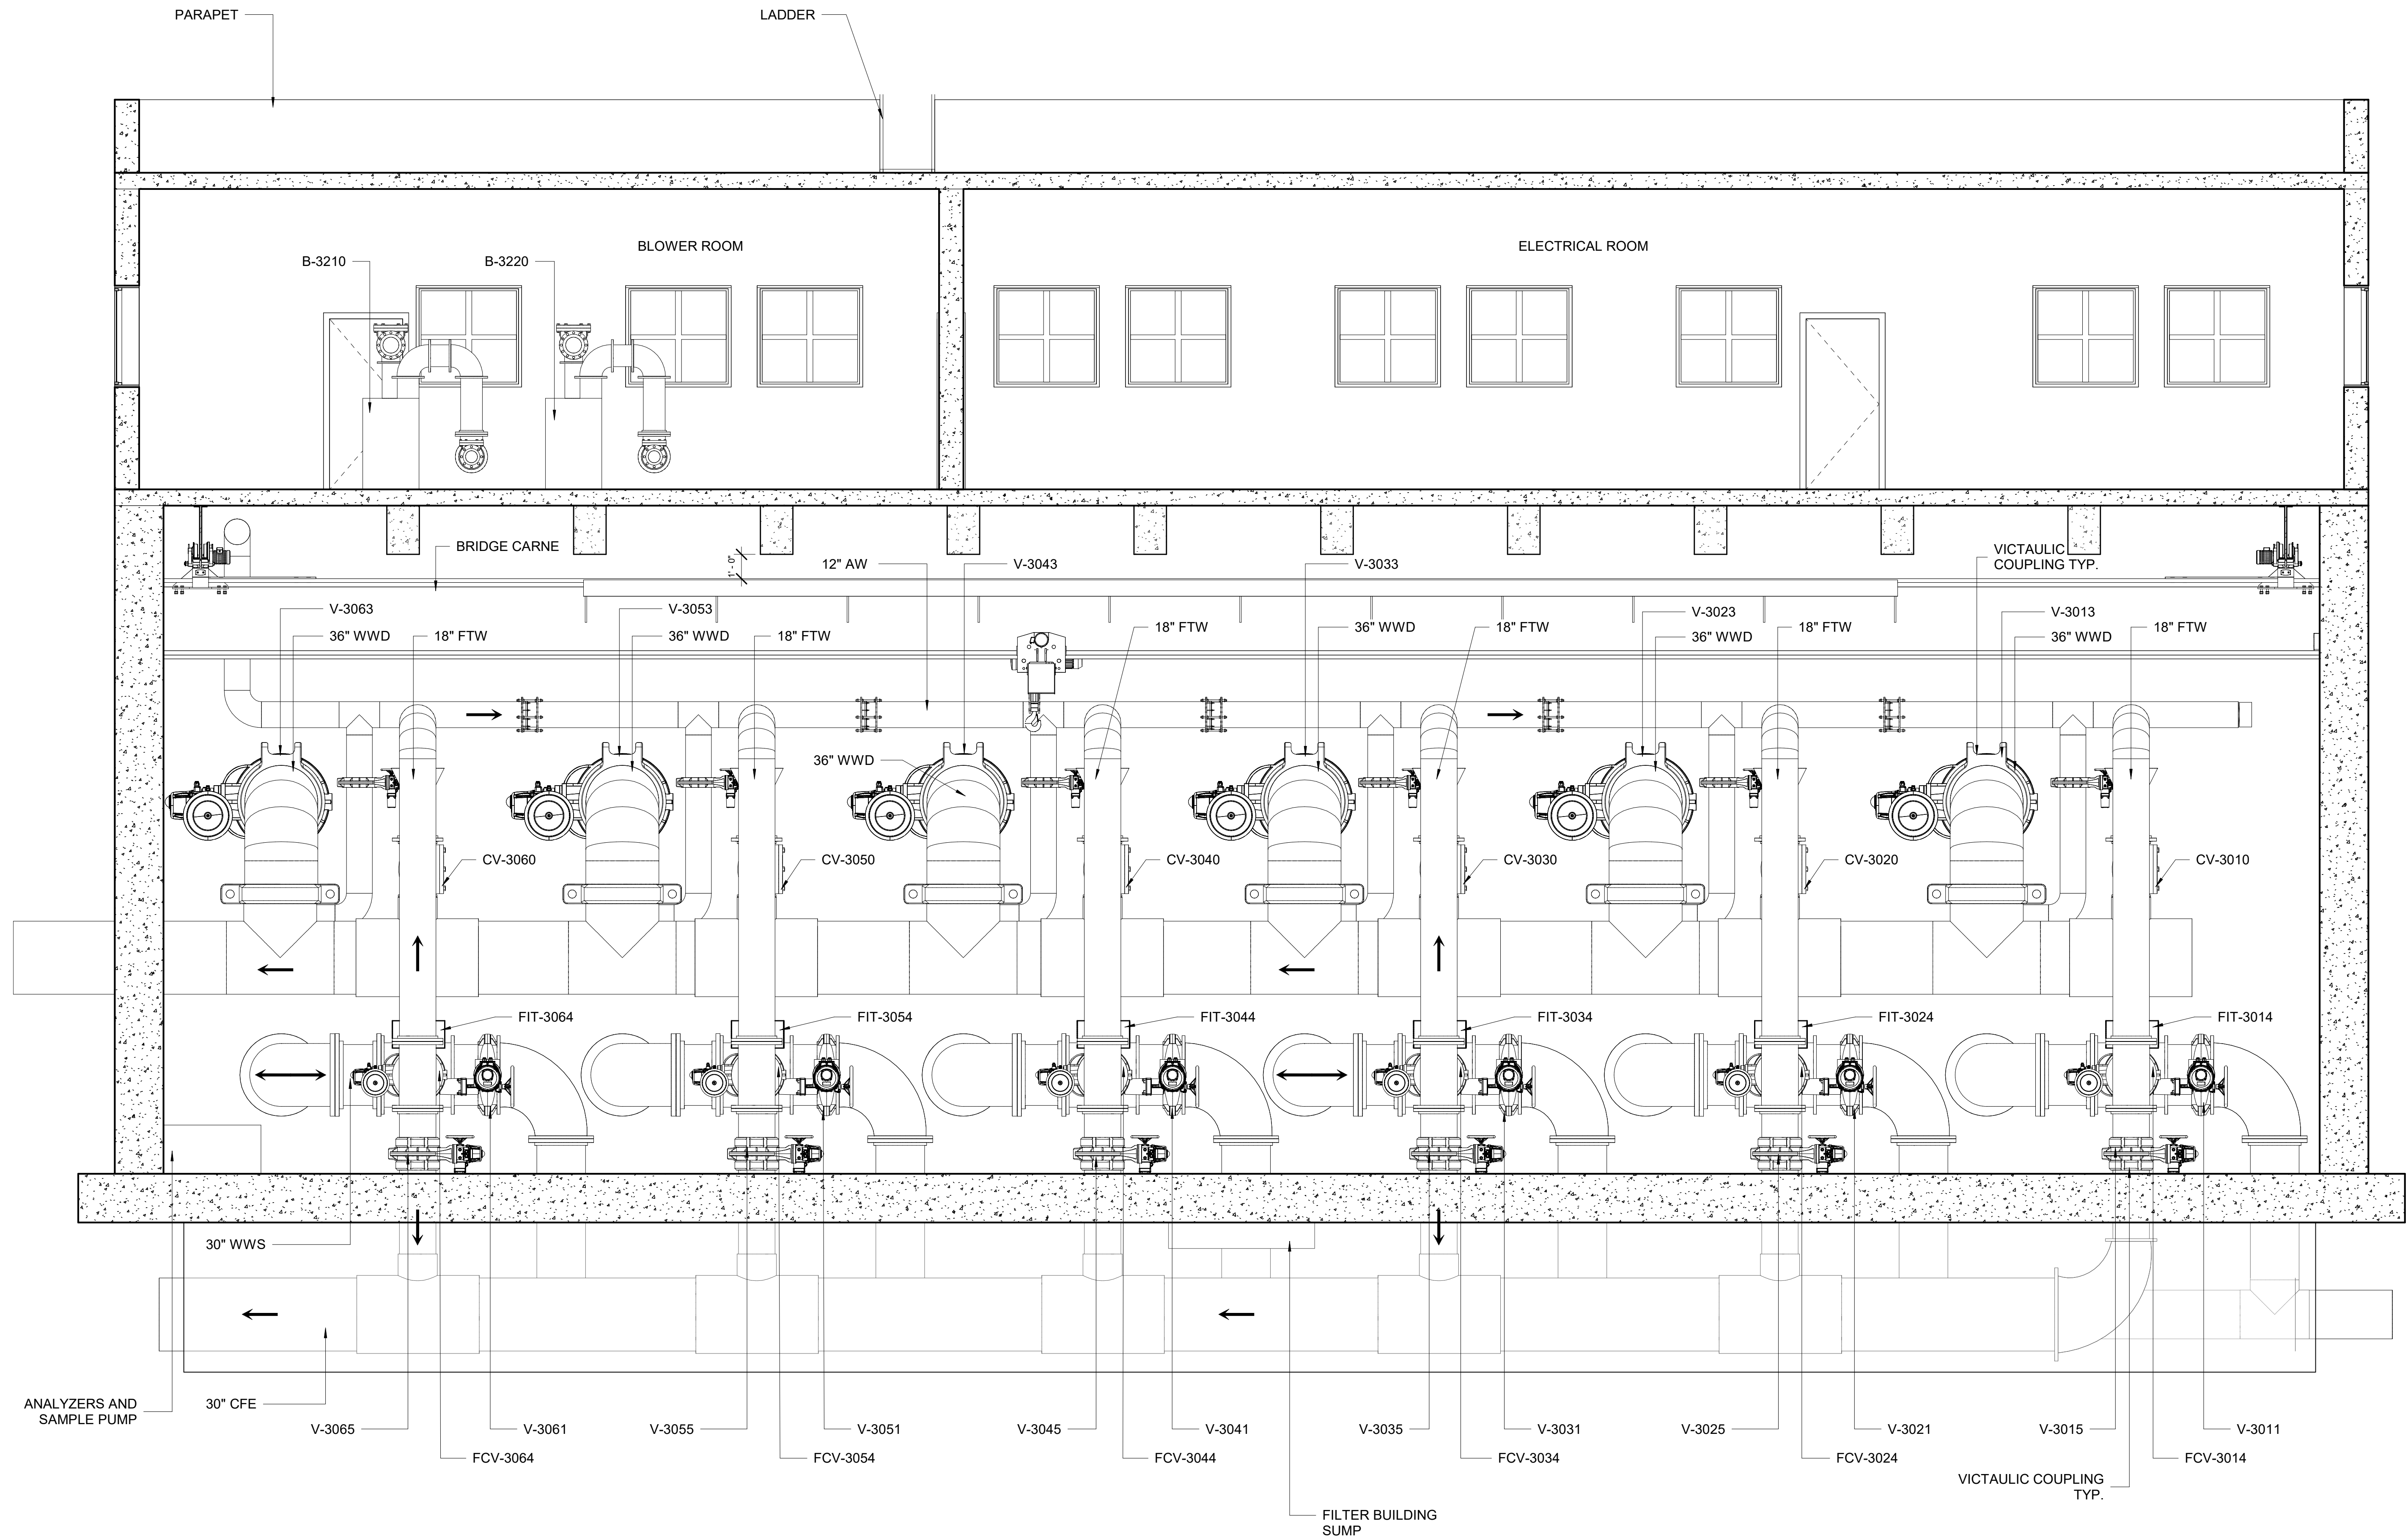 PARAPET
LADDER
BLOWER ROOM
ELECTRICAL ROOM
B-3210
B-3220
BRIDGE CARNE
1' - 0"
12" AW
V-3043
V-3033
VICTAULIC
COUPLING TYP.
V-3063
V-3053
V-3023
V-3013
36" WWD
18" FTW
36" WWD
18" FTW
18" FTW
36" WWD
18" FTW
36" WWD
18" FTW
36" WWD
18" FTW
36" WWD
CV-3060
CV-3050
CV-3040
CV-3030
CV-3020
CV-3010
FIT-3064
FIT-3054
FIT-3044
FIT-3034
FIT-3024
FIT-3014
30" WWS
ANALYZERS AND
SAMPLE PUMP
30" CFE
V-3065
V-3061
V-3055
V-3051
V-3045
V-3041
V-3035
V-3031
V-3025
V-3021
V-3015
V-3011
FCV-3064
FCV-3054
FCV-3044
FCV-3034
FCV-3024
FCV-3014
VICTAULIC COUPLING
TYP.
FILTER BUILDING
SUMP